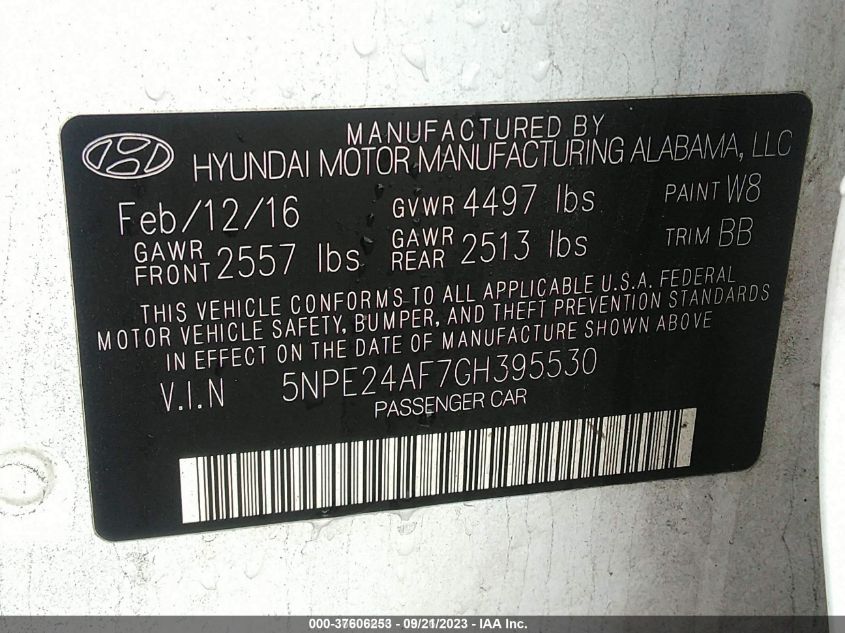 MANUFACTURED BY
HYUNDAI MOTOR MANUFACTURING ALABAMA, LLC
Feb/12/16 GVWR 4497 lbs PAINT W8
GAWR FRONT 2557 lbs GAWR REAR 2513 lbs TRIM BB
THIS VEHICLE CONFORMS TO ALL APPLICABLE U.S.A. FEDERAL
MOTOR VEHICLE SAFETY, BUMPER, AND THEFT PREVENTION STANDARDS
IN EFFECT ON THE DATE OF MANUFACTURE SHOWN ABOVE
V.I.N 5NPE24AF7GH395530
PASSENGER CAR
000-37606253 - 09/21/2023 - IAA Inc.